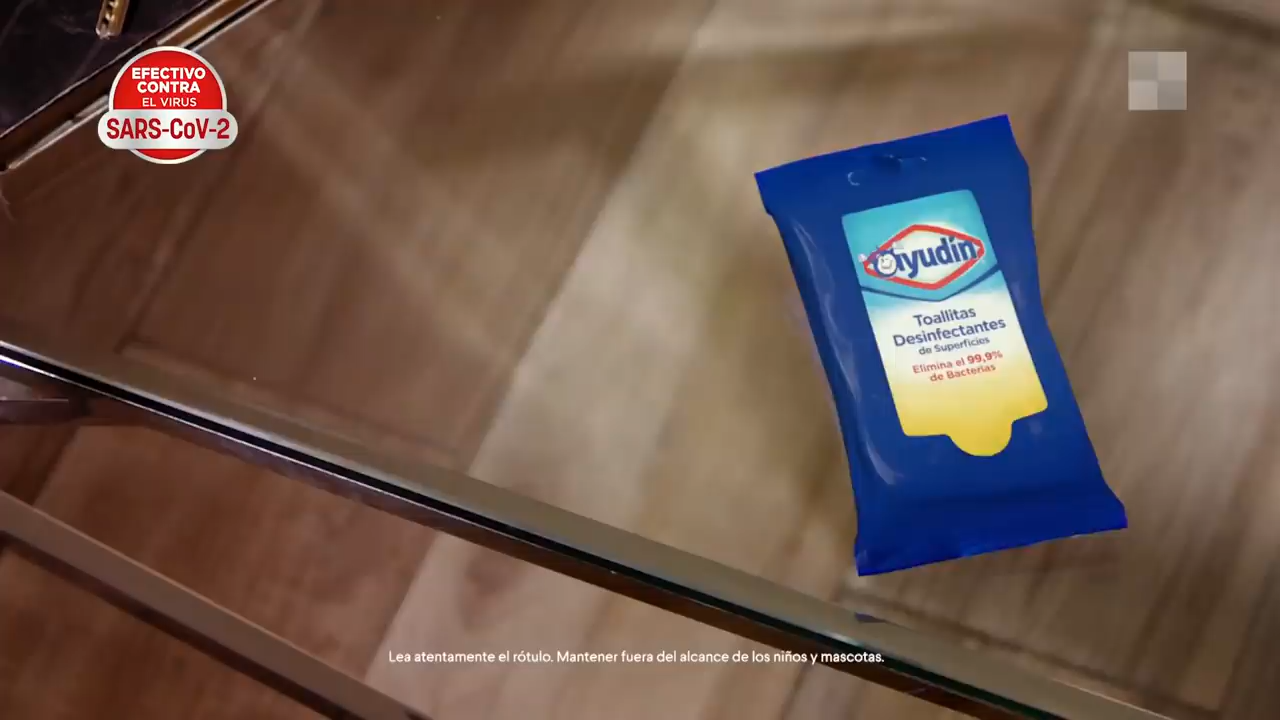 EFECTIVO
CONTRA
EL VIRUS
SARS-CoV-2
Ayudín
Toallitas
Desinfectantes
de Superficies
Elimina el 99,9%
de Bacterias
Lea atentamente el rótulo. Mantener fuera del alcance de los niños y mascotas.